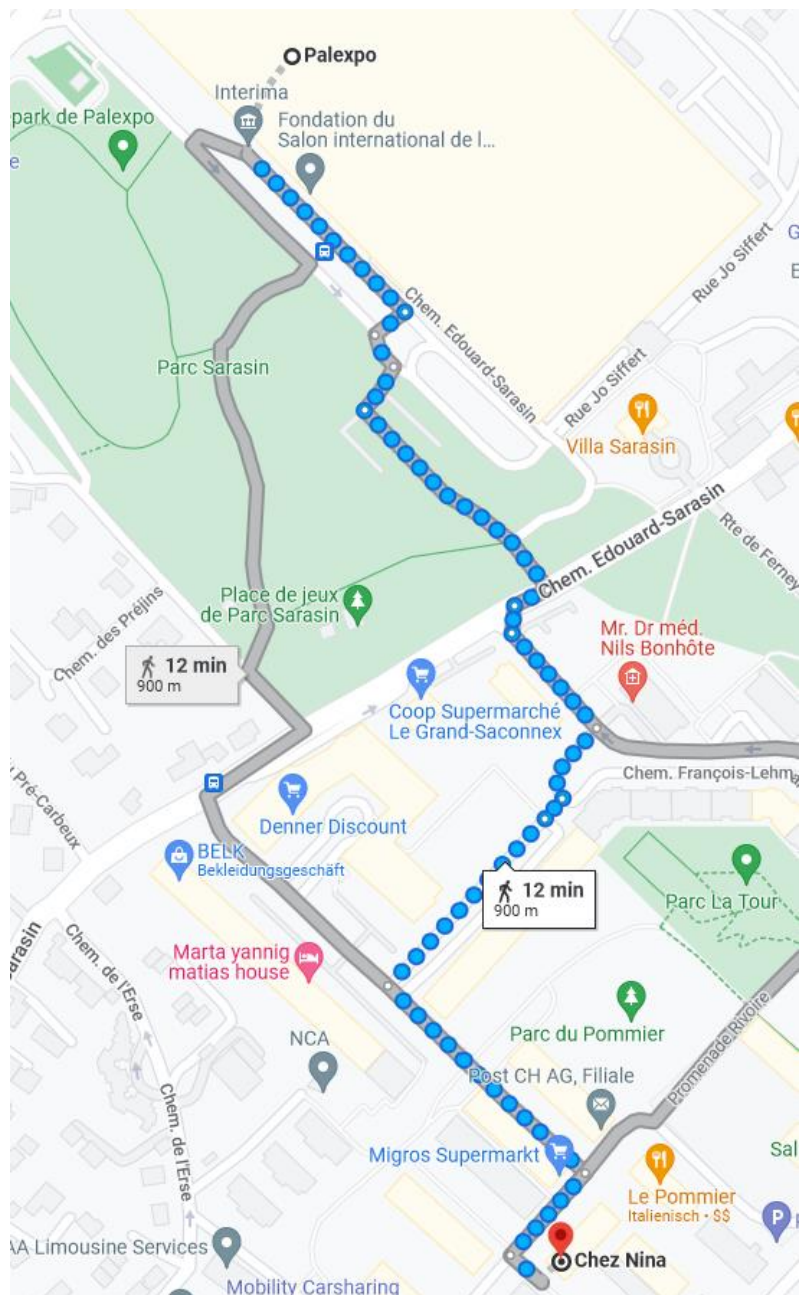 Palexpo
Interima
park de Palexpo
Fondation du
Salon international de l...
e
G
Rue Jo Siffert
E
Chem. Edouard-Sarasin
Parc Sarasin
Rue Jo Siffert
Villa Sarasin
Chem. Edouard-Sarasin
Rte de Ferney
Place de jeux
de Parc Sarasin
Chem. des Préjins
Mr. Dr méd.
Nils Bonhôte
12 min
900 m
Coop Supermarché
Le Grand-Saconnex
Chem. François-Lehm
Pré-Carbeux
Denner Discount
BELK
Bekleidungsgeschäft
12 min
900 m
Parc La Tour
Sarasin
Chem. de l'Erse
Marta yannig
matias house
NCA
Parc du Pommier
Promenade Rivoire
Post CH AG, Filiale
Chem. de l'Erse
Migros Supermarkt
Sal
Le Pommier
Italienisch • $$
P
AA Limousine Services
Chez Nina
Mobility Carsharing